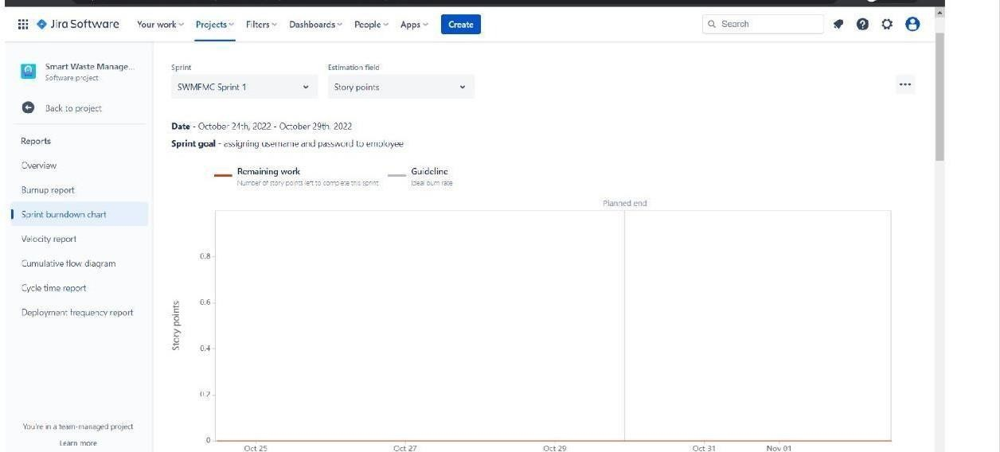 Jira Software
Your work
Projects
Filters
Dashboards
People
Apps
Create
Search
Smart Waste Manage...
Software project
Back to project
Reports
Overview
Burnup report
Sprint burndown chart
Velocity report
Cumulative flow diagram
Cycle time report
Deployment frequency report
You're in a team-managed project
Learn more
Sprint
Estimation field
SWMFMC Sprint 1
Story points
Date - October 24th, 2022 - October 29th, 2022
Sprint goal - assigning username and password to employee
Remaining work
Number of story points left to complete this sprint
Guideline
Ideal burn rate
Planned end
Story points
0.8
0.6
0.4
0.2
0
Oct 25
Oct 27
Oct 29
Oct 31
Nov 01